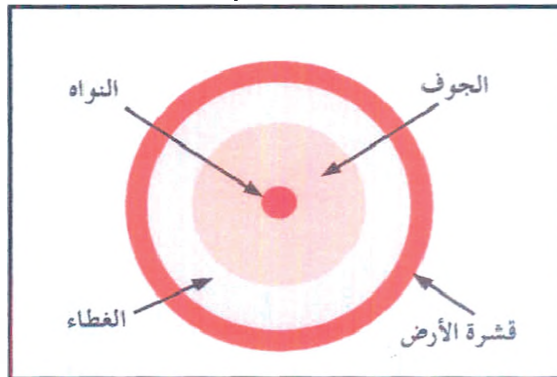 الجوف
النواه
الغطاء
قشرة الأرض